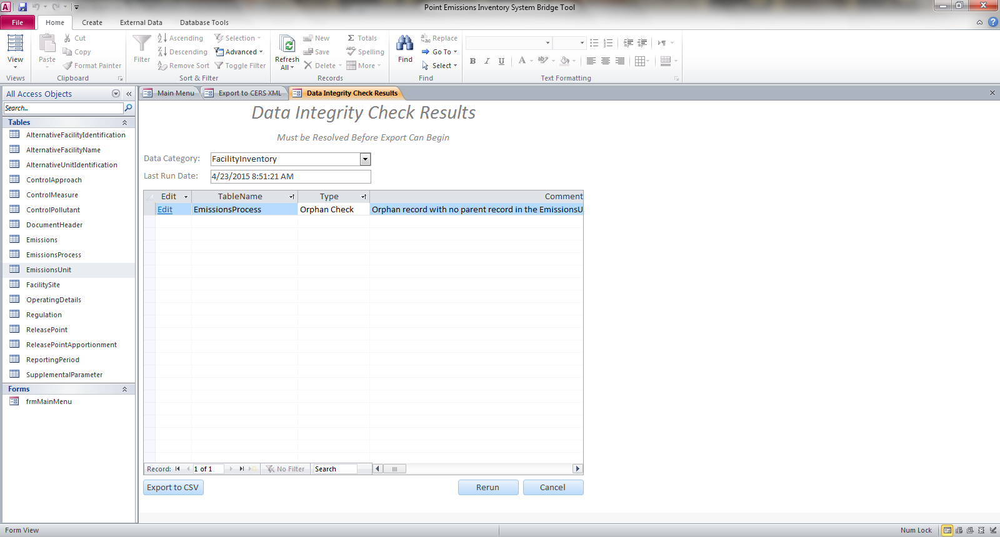 Point Emissions Inventory System Bridge Tool
File Home Create External Data Database Tools
View
Views
Paste
Cut
Copy
Format Painter
Clipboard
Filter
Ascending
Descending
Remove Sort
Selection
Advanced
Toggle Filter
Sort & Filter
Refresh All
New
Save
Delete
Totals
Spelling
More
Records
Find
Replace
Go To
Select
Find
Text Formatting
All Access Objects
Search...
Tables
AlternativeFacilityIdentification
AlternativeFacilityName
AlternativeUnitIdentification
ControlApproach
ControlMeasure
ControlPollutant
DocumentHeader
Emissions
EmissionsProcess
EmissionsUnit
FacilitySite
OperatingDetails
Regulation
ReleasePoint
ReleasePointApportionment
ReportingPeriod
SupplementalParameter
Forms
frmMainMenu
Main Menu Export to CERS XML Data Integrity Check Results
Data Integrity Check Results
Must be Resolved Before Export Can Begin
Data Category: FacilityInventory
Last Run Date: 4/23/2015 8:51:21 AM
Edit TableName Type Comment
Edit EmissionsProcess Orphan Check Orphan record with no parent record in the EmissionsU
Record: 1 of 1 No Filter Search
Export to CSV Rerun Cancel
Form View Num Lock